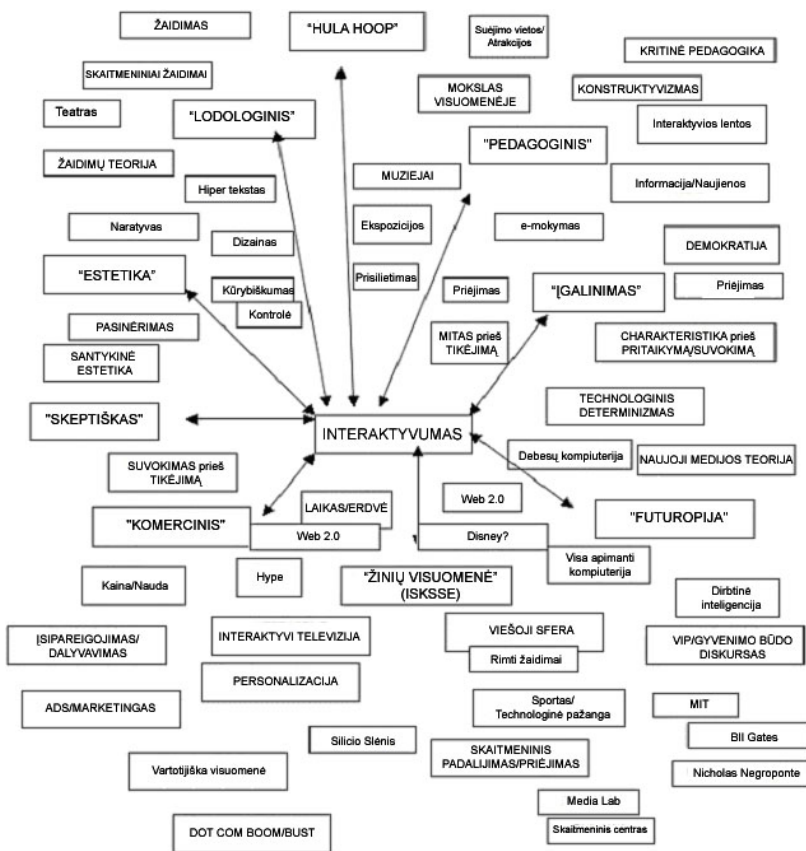 ŽAIDIMAS
"HULA HOOP"
Suėjimo vietos/
Atrakcijos
KRITINĖ PEDAGOGIKA
SKAITMENINIAI ŽAIDIMAI
MOKSLAS
VISUOMENĖJE
KONSTRUKTYVIZMAS
Teatras
"LODOLOGINIS"
Interaktyvios lentos
"PEDAGOGINIS"
ŽAIDIMŲ TEORIJA
MUZIEJAI
Hiper tekstas
Informacija/Naujienos
Naratyvas
Dizainas
Ekspozicijos
e-mokymas
DEMOKRATIJA
"ESTETIKA"
Kūrybiškumas
Prisilietimas
Priėjimas
"ĮGALINIMAS"
Priėjimas
Kontrolė
PASINĖRIMAS
MITAS prieš
TIKĖJIMĄ
CHARAKTERISTIKA prieš
PRITAIKYMĄ/SUVOKIMĄ
SANTYKINĖ
ESTETIKA
TECHNOLOGINIS
DETERMINIZMAS
"SKEPTIŠKAS"
INTERAKTYVUMAS
Debesų kompiuterija
NAUJOJI MEDIJOS TEORIJA
SUVOKIMAS prieš
TIKĖJIMĄ
LAIKAS/ERDVĖ
Web 2.0
"KOMERCINIS"
Web 2.0
Disney?
"FUTUROPIJA"
Visa apimanti
kompiuterija
Kaina/Nauda
Hype
"ŽINIŲ VISUOMENĖ"
(ISKSSE)
Dirbtinė
inteligencija
ĮSIPAREIGOJIMAS/
DALYVAVIMAS
INTERAKTYVI TELEVIZIJA
VIEŠOJI SFERA
Rimti žaidimai
VIP/GYVENIMO BŪDO
DISKURSAS
PERSONALIZACIJA
ADS/MARKETINGAS
Sportas/
Technologinė pažanga
MIT
Silicio Slėnis
BII Gates
SKAITMENINIS
PADALIJIMAS/PRIĖJIMAS
Vartotijiška visuomenė
Nicholas Negroponte
Media Lab
DOT COM BOOM/BUST
Skaitmeninis centras